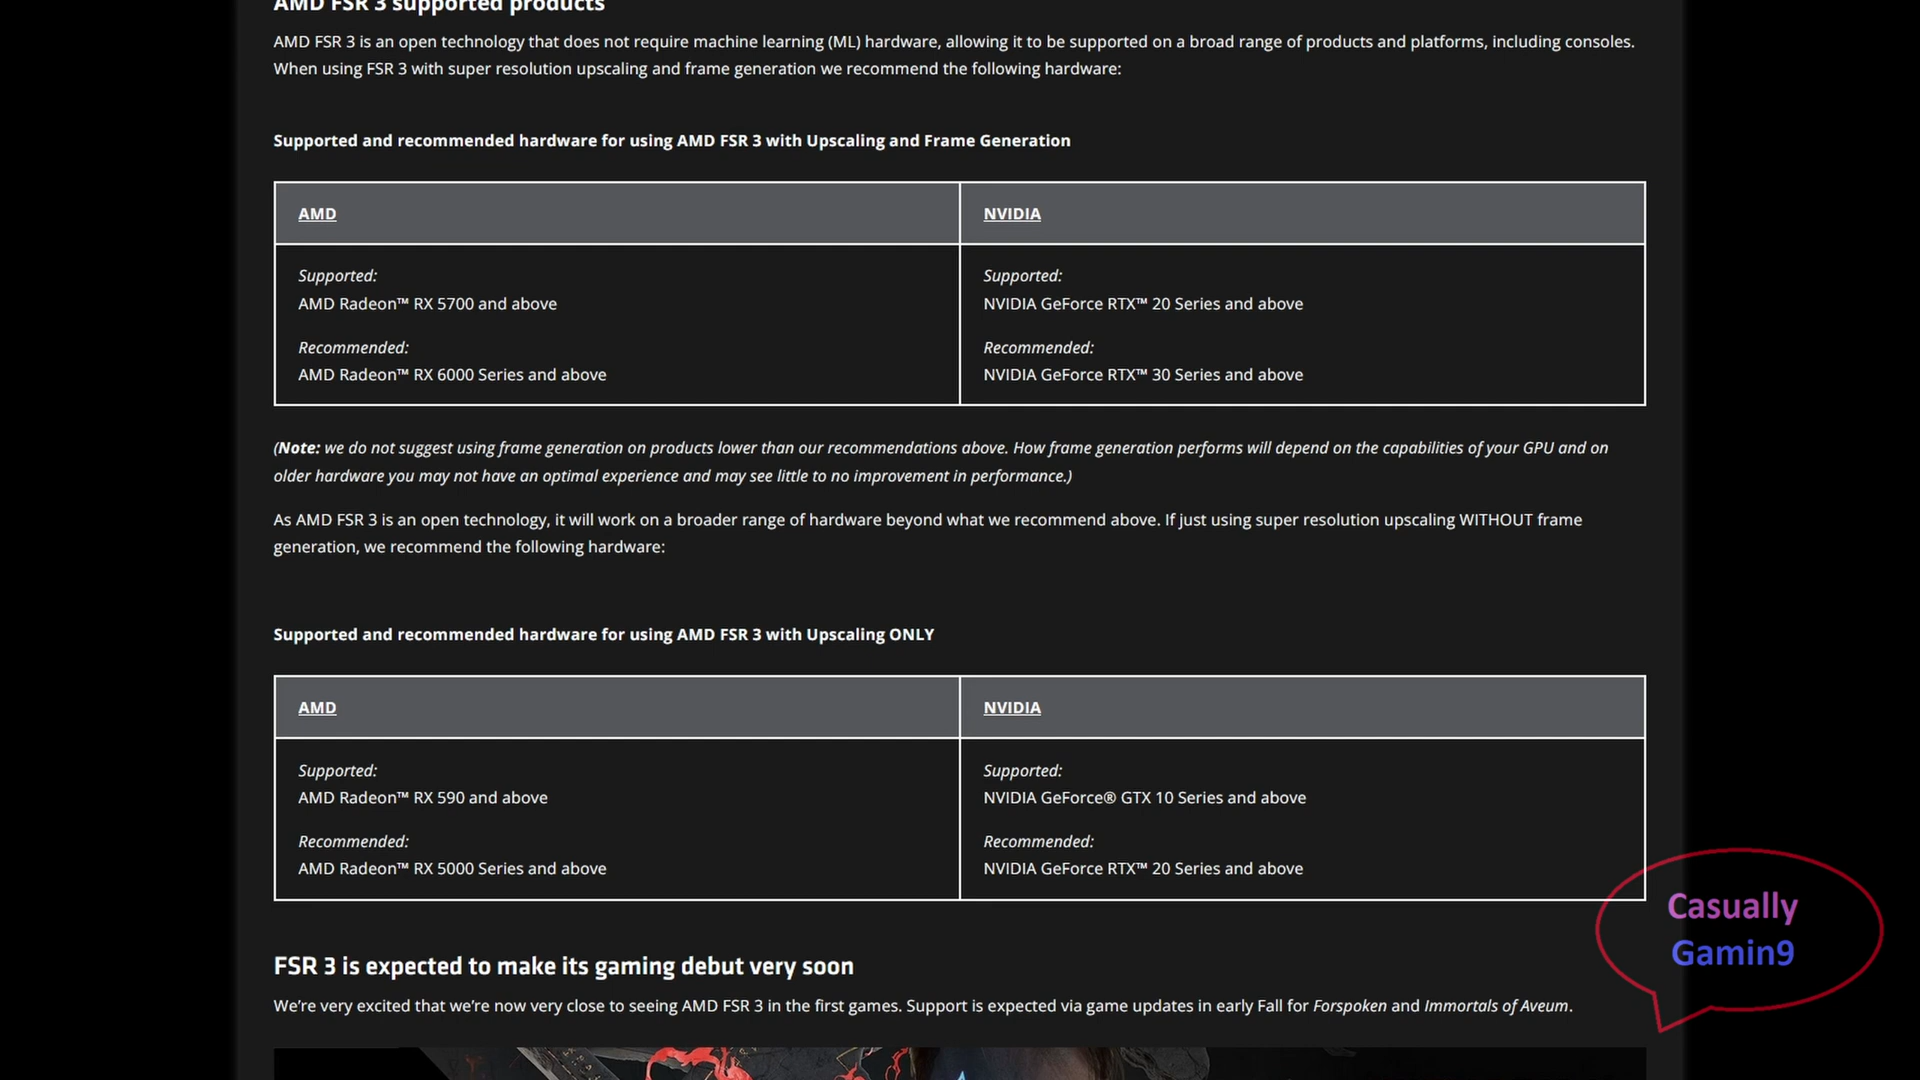 AMD FSR 3 supported products
AMD FSR 3 is an open technology that does not require machine learning (ML) hardware, allowing it to be supported on a broad range of products and platforms, including consoles.
When using FSR 3 with super resolution upscaling and frame generation we recommend the following hardware:
Supported and recommended hardware for using AMD FSR 3 with Upscaling and Frame Generation
AMD
NVIDIA
Supported:
AMD Radeon™ RX 5700 and above
Recommended:
AMD Radeon™ RX 6000 Series and above
Supported:
NVIDIA GeForce RTX™ 20 Series and above
Recommended:
NVIDIA GeForce RTX™ 30 Series and above
(Note: we do not suggest using frame generation on products lower than our recommendations above. How frame generation performs will depend on the capabilities of your GPU and on
older hardware you may not have an optimal experience and may see little to no improvement in performance.)
As AMD FSR 3 is an open technology, it will work on a broader range of hardware beyond what we recommend above. If just using super resolution upscaling WITHOUT frame
generation, we recommend the following hardware:
Supported and recommended hardware for using AMD FSR 3 with Upscaling ONLY
AMD
NVIDIA
Supported:
AMD Radeon™ RX 590 and above
Recommended:
AMD Radeon™ RX 5000 Series and above
Supported:
NVIDIA GeForce® GTX 10 Series and above
Recommended:
NVIDIA GeForce RTX™ 20 Series and above
FSR 3 is expected to make its gaming debut very soon
We’re very excited that we’re now very close to seeing AMD FSR 3 in the first games. Support is expected via game updates in early Fall for Forspoken and Immortals of Aveum.
Casually
Gamin9